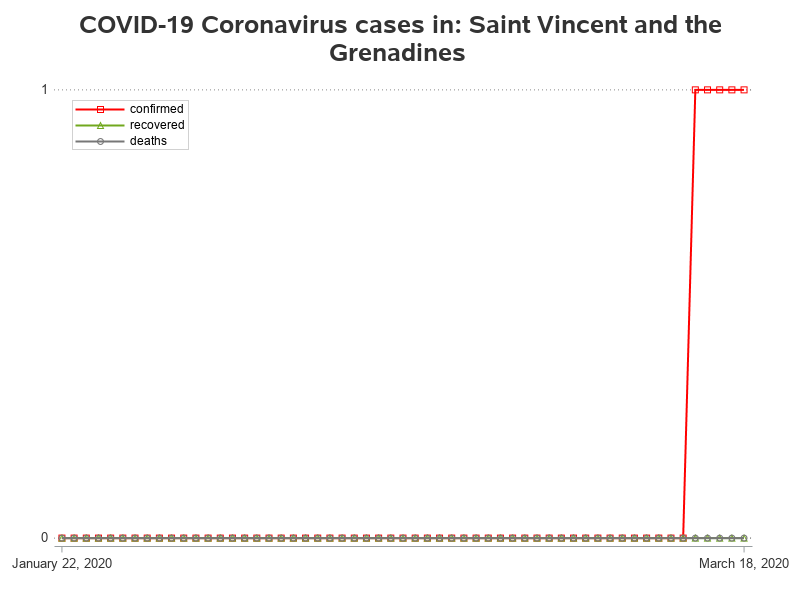 COVID-19 Coronavirus cases in: Saint Vincent and the
Grenadines
1
confirmed
recovered
deaths
0
January 22, 2020
March 18, 2020